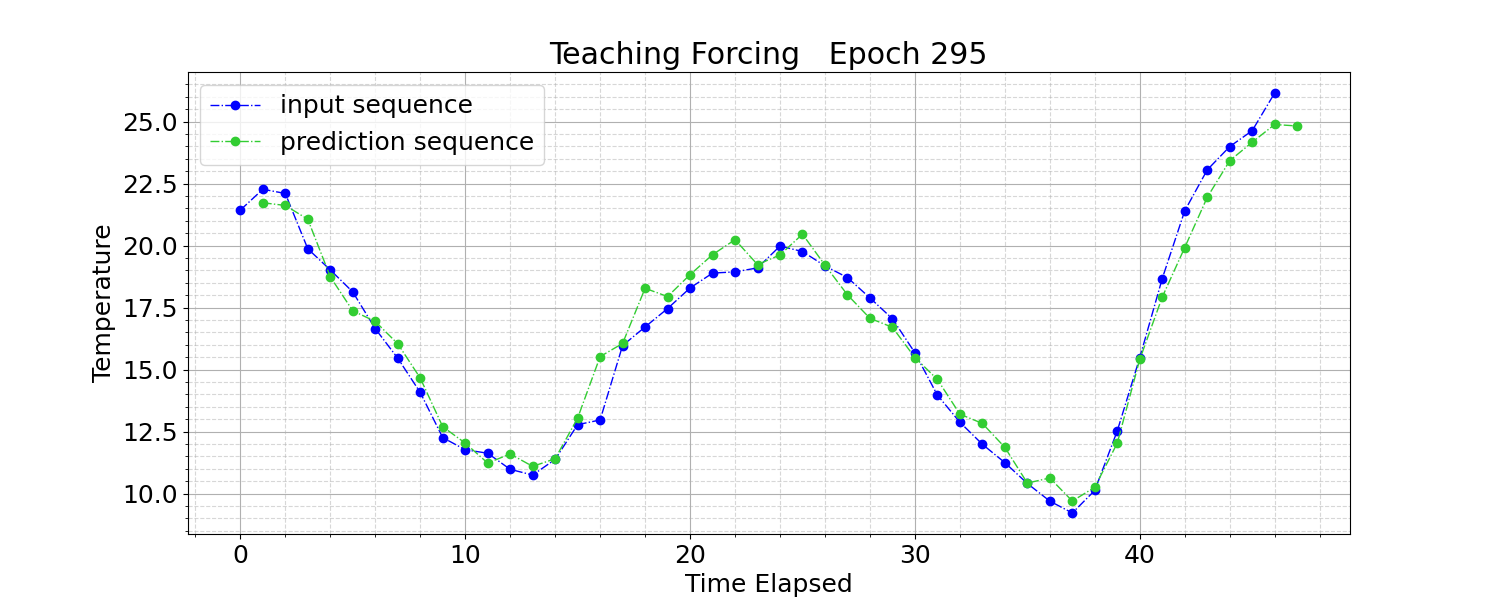 Teaching Forcing   Epoch 295
input sequence
prediction sequence
Temperature
25.0
22.5
20.0
17.5
15.0
12.5
10.0
0 10 20 30 40
Time Elapsed